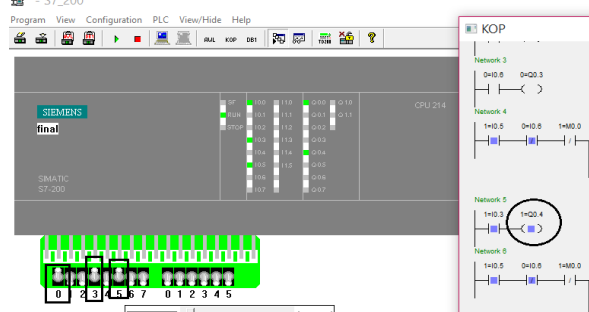 - S7_200
Program View Configuration PLC View/Hide Help
AWL KOP DB1
KOP
Network 3
0=I0.6 0=Q0.3
Network 4
1=I0.5 0=I0.6 1=M0.0
Network 5
1=I0.3 1=Q0.4
Network 6
1=I0.5 0=I0.6 1=M0.0
SIEMENS
final
SIMATIC
S7-200
CPU 214
SF I0.0 I1.0 Q0.0 Q1.0
RUN I0.1 I1.1 Q0.1 Q1.1
STOP I0.2 I1.2 Q0.2
I0.3 I1.3 Q0.3
I0.4 I1.4 Q0.4
I0.5 I1.5 Q0.5
I0.6 Q0.6
I0.7 Q0.7
0 1 2 3 4 5 6 7 0 1 2 3 4 5